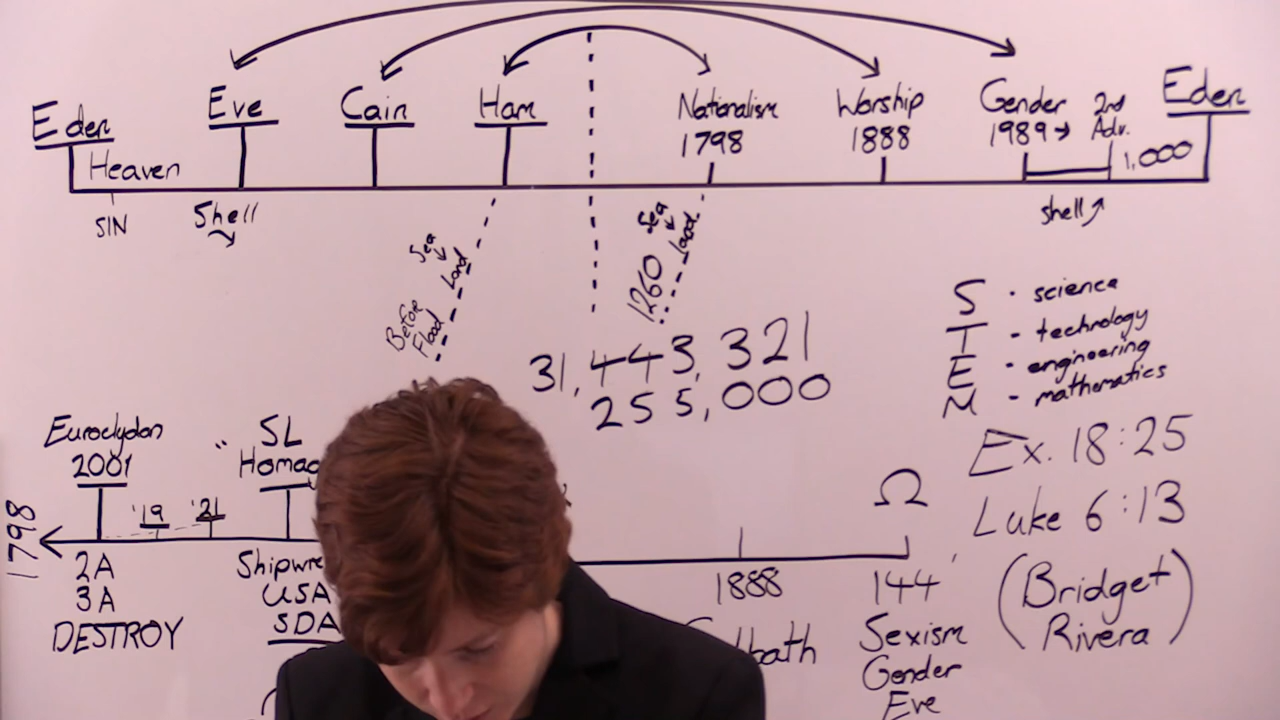 Eden
Heaven
SIN
Eve
Shell
Cain
Ham
Before
Flood
Sea
Land
Nationalism
1798
1260
Sea
Land
Worship
1888
Gender
1989→
shell
2nd
Adv.
1,000
Eden
31,443,321
255,000
S · science
T - technology
E · engineering
M - mathematics
Ex. 18:25
Luke 6:13
(Bridget
Rivera)
1798
Euroclydon
2001
'19
'21
2A
3A
DESTROY
SL
USA
SDA
1888
Ω
144
Sexism
Gender
Eve